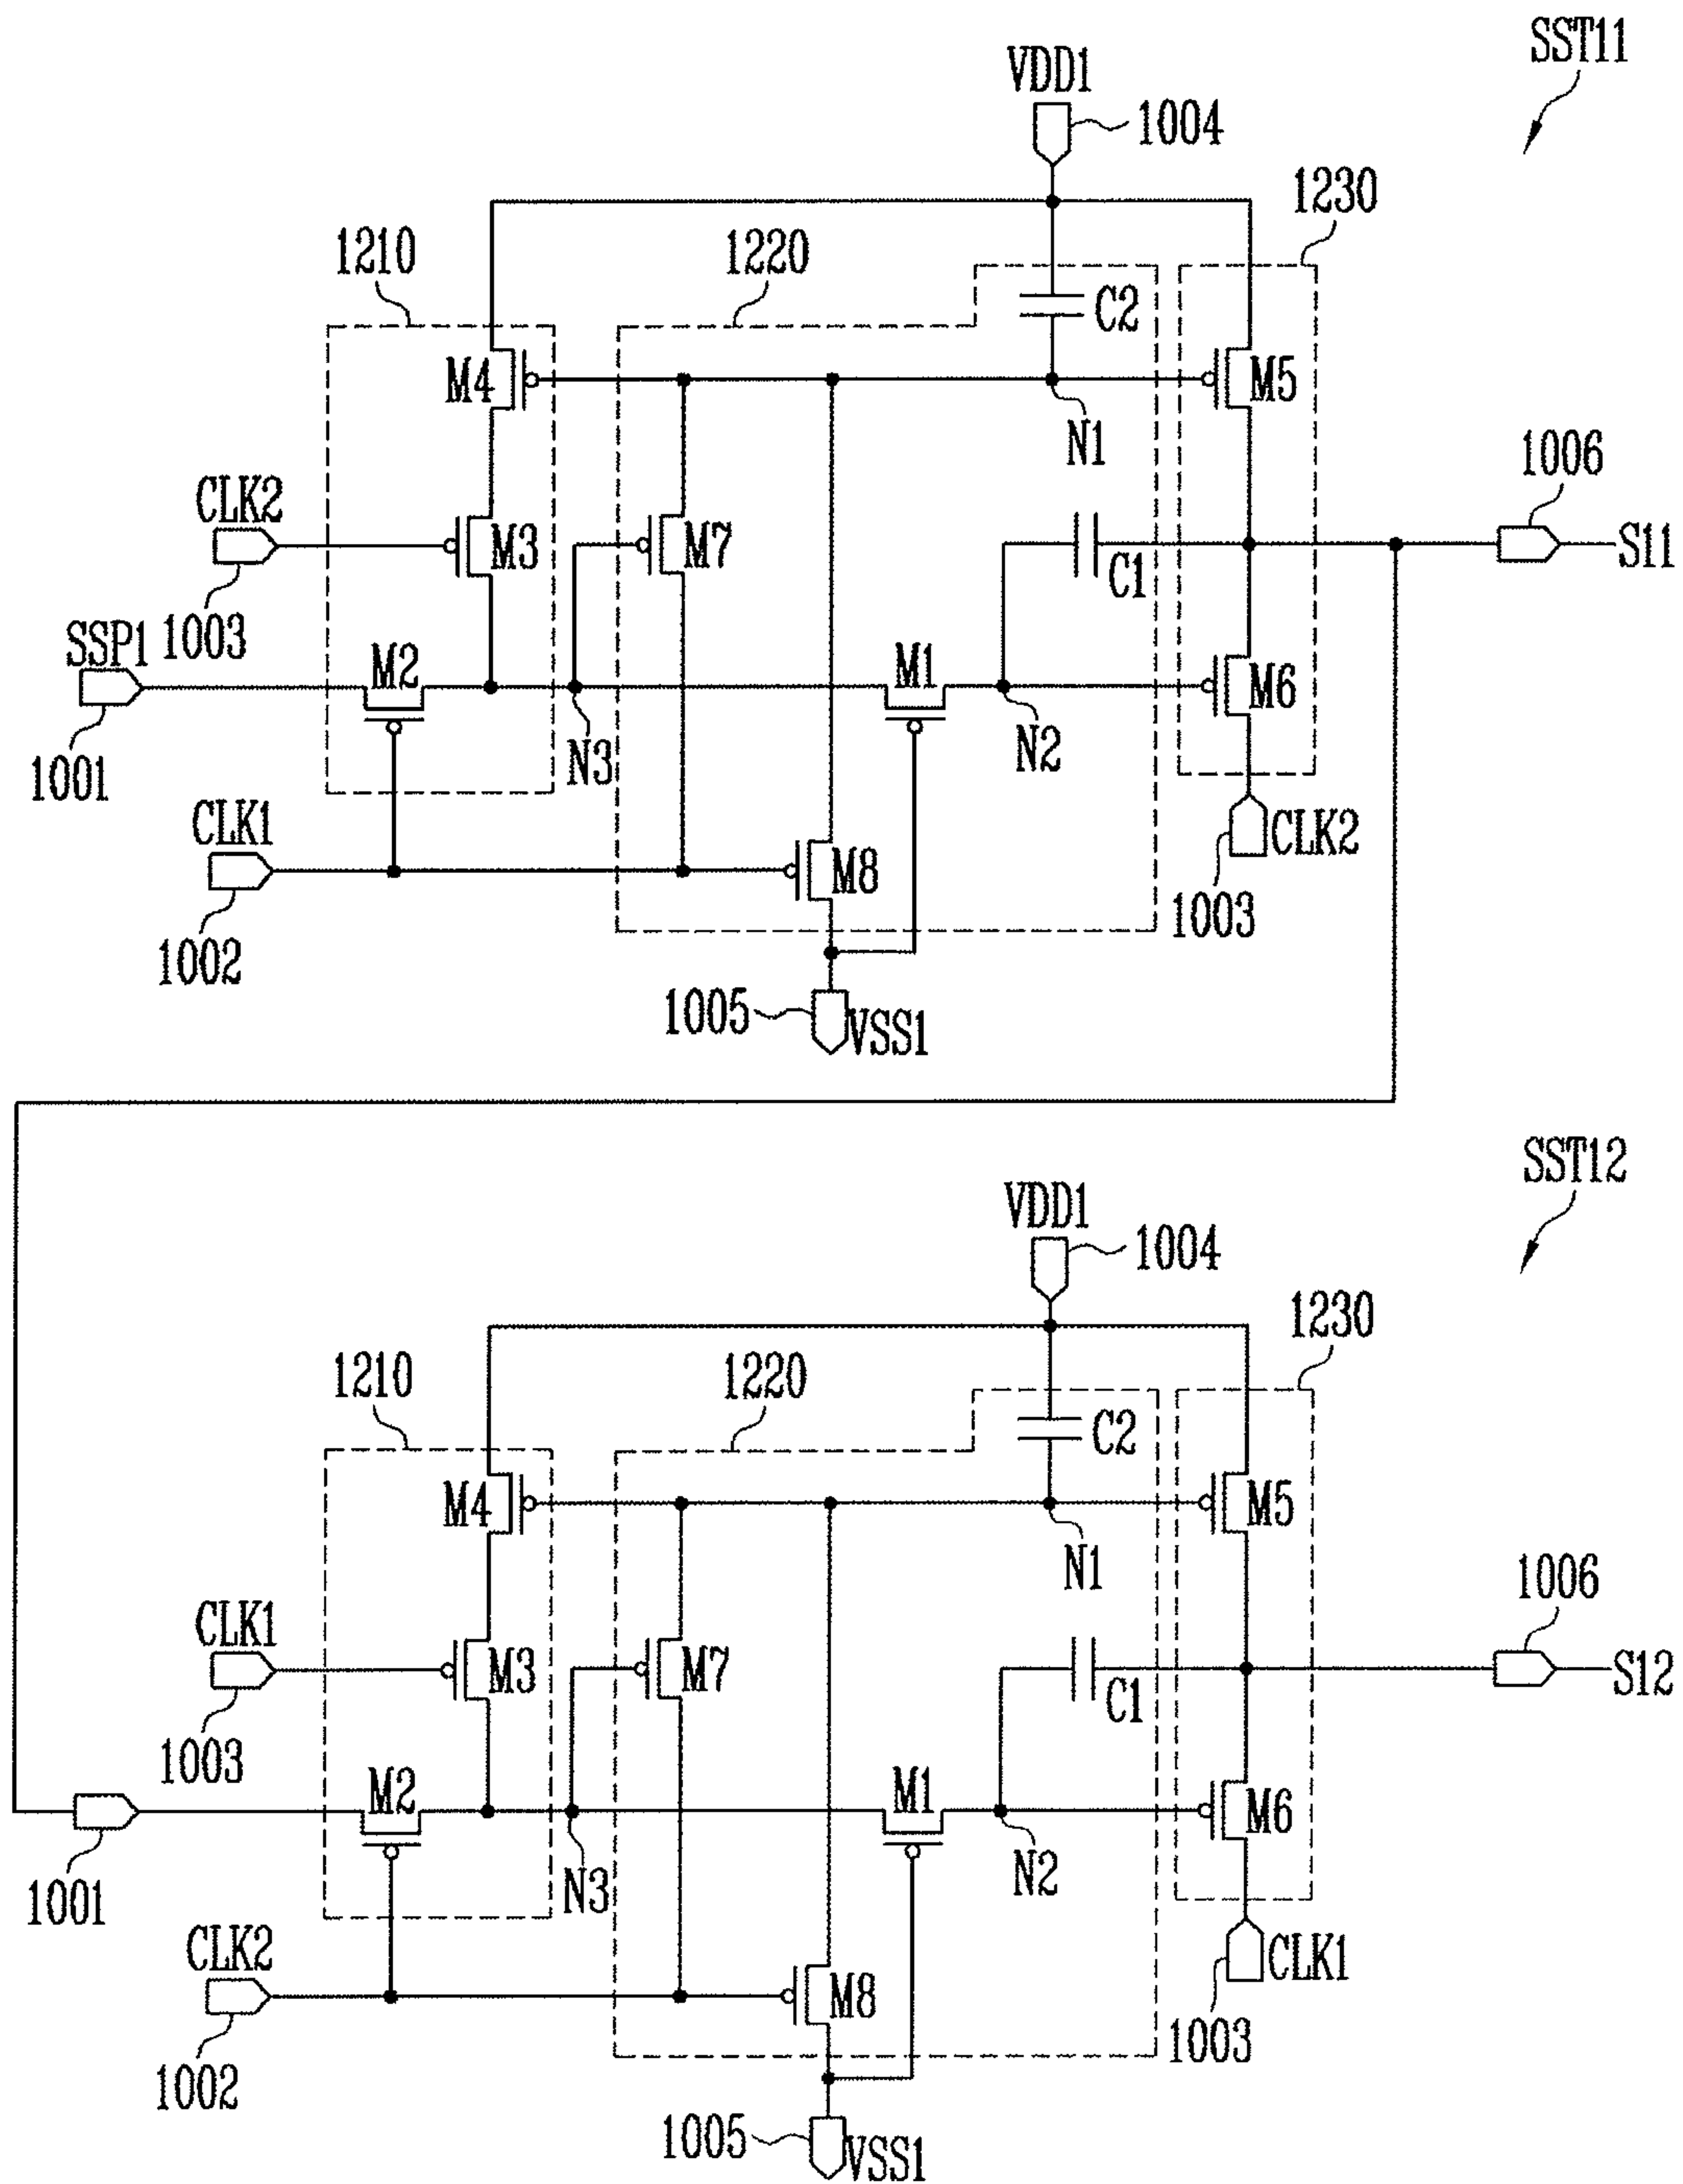 SST11
VDD1
1004
1230
1210
1220
C2
M4
M5
N1
1006
CLK2
M3
M7
C1
S11
1003
SSP1
M2
M1
M6
N3
N2
1001
CLK1
M8
CLK2
1003
1002
1005
VSS1
SST12
VDD1
1004
1230
1210
1220
C2
M4
M5
N1
1006
CLK1
M3
M7
C1
S12
1003
M2
M1
M6
N3
N2
1001
CLK2
M8
CLK1
1003
1002
1005
VSS1